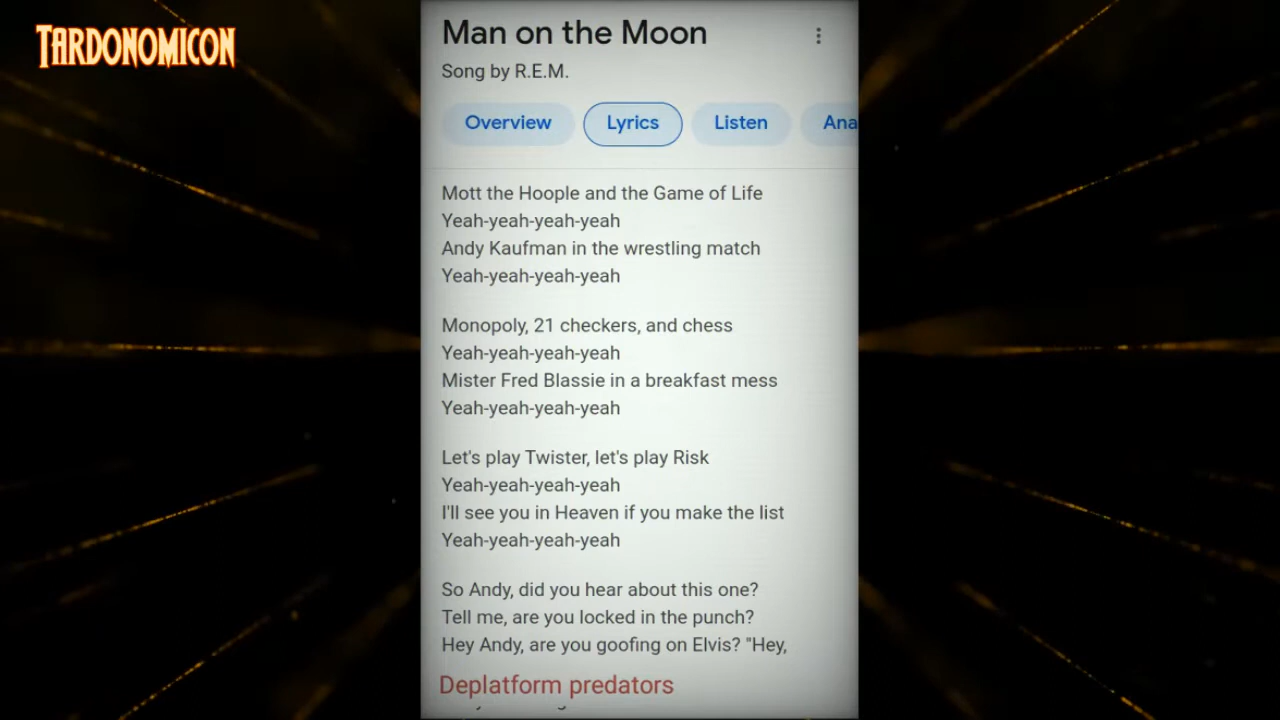 TARDONOMICON
Man on the Moon
Song by R.E.M.
Overview Lyrics Listen Ana
Mott the Hoople and the Game of Life
Yeah-yeah-yeah-yeah
Andy Kaufman in the wrestling match
Yeah-yeah-yeah-yeah
Monopoly, 21 checkers, and chess
Yeah-yeah-yeah-yeah
Mister Fred Blassie in a breakfast mess
Yeah-yeah-yeah-yeah
Let's play Twister, let's play Risk
Yeah-yeah-yeah-yeah
I'll see you in Heaven if you make the list
Yeah-yeah-yeah-yeah
So Andy, did you hear about this one?
Tell me, are you locked in the punch?
Hey Andy, are you goofing on Elvis? "Hey,
Deplatform predators